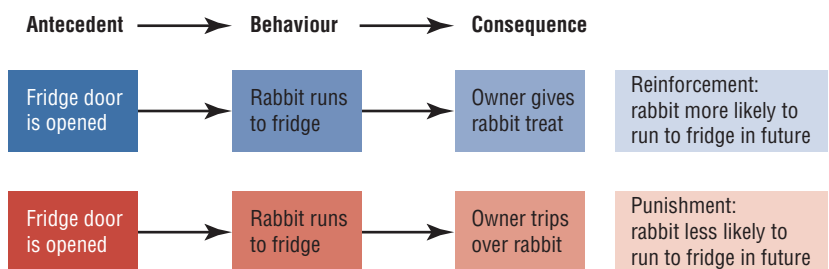 Antecedent Behaviour Consequence
Fridge door
is opened
Rabbit runs
to fridge
Owner gives
rabbit treat
Reinforcement:
rabbit more likely to
run to fridge in future
Fridge door
is opened
Rabbit runs
to fridge
Owner trips
over rabbit
Punishment:
rabbit less likely to
run to fridge in future